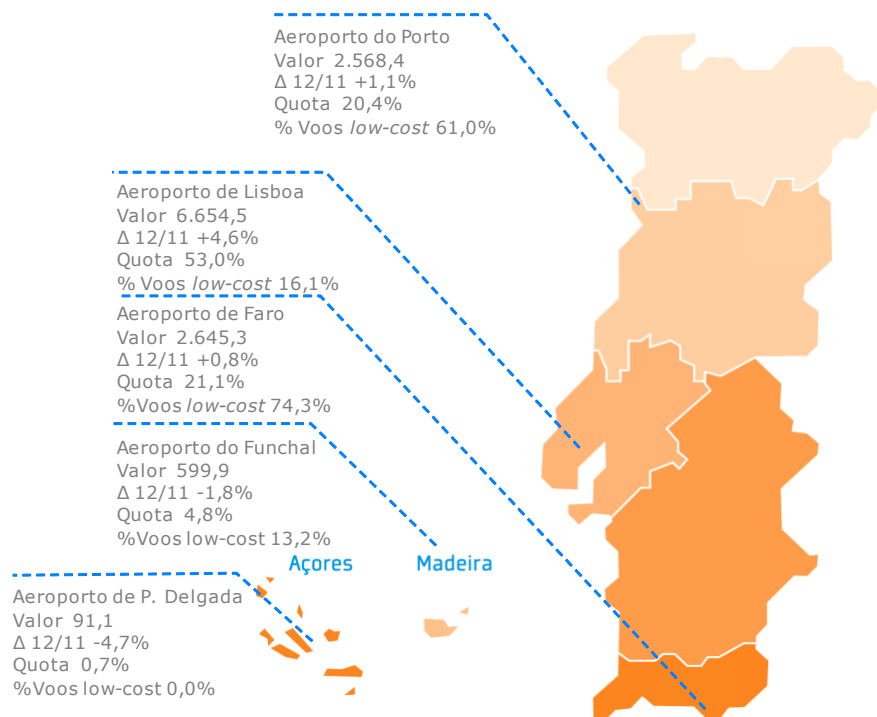 Aeroporto do Porto
Valor 2.568,4
Δ 12/11 +1,1%
Quota 20,4%
% Voos low-cost 61,0%
Aeroporto de Lisboa
Valor 6.654,5
Δ 12/11 +4,6%
Quota 53,0%
% Voos low-cost 16,1%
Aeroporto de Faro
Valor 2.645,3
Δ 12/11 +0,8%
Quota 21,1%
%Voos low-cost 74,3%
Aeroporto do Funchal
Valor 599,9
Δ 12/11 -1,8%
Quota 4,8%
%Voos low-cost 13,2%
Açores
Madeira
Aeroporto de P. Delgada
Valor 91,1
Δ 12/11 -4,7%
Quota 0,7%
%Voos low-cost 0,0%